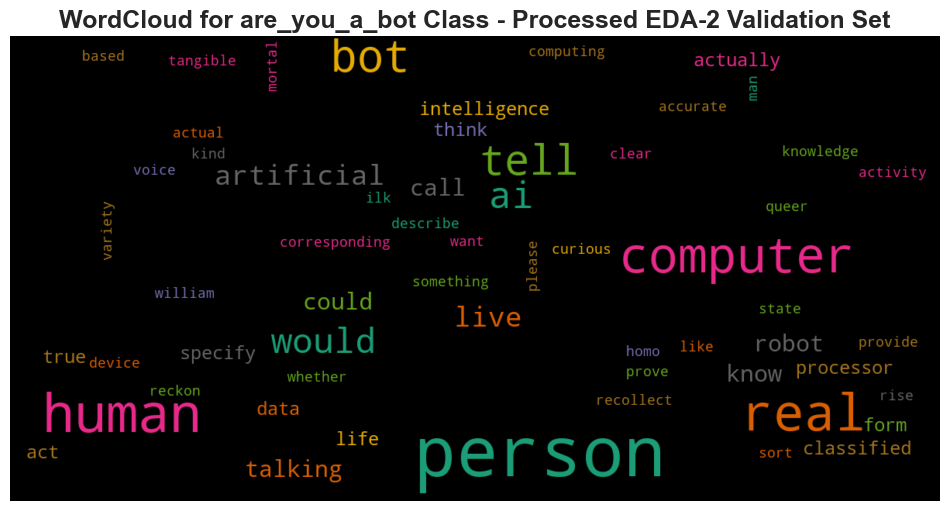 WordCloud for are_you_a_bot Class - Processed EDA-2 Validation Set
based
tangible
mortal
bot
computing
actually
man
intelligence
accurate
think
actual
kind
tell
clear
knowledge
voice
artificial
call
ai
activity
ilk
queer
variety
describe
corresponding
want
please
curious
computer
something
william
could
live
state
would
true
device
specify
homo
like
robot
provide
whether
prove
know
processor
reckon
human
data
recollect
real
rise
form
act
life
person
sort
classified
talking